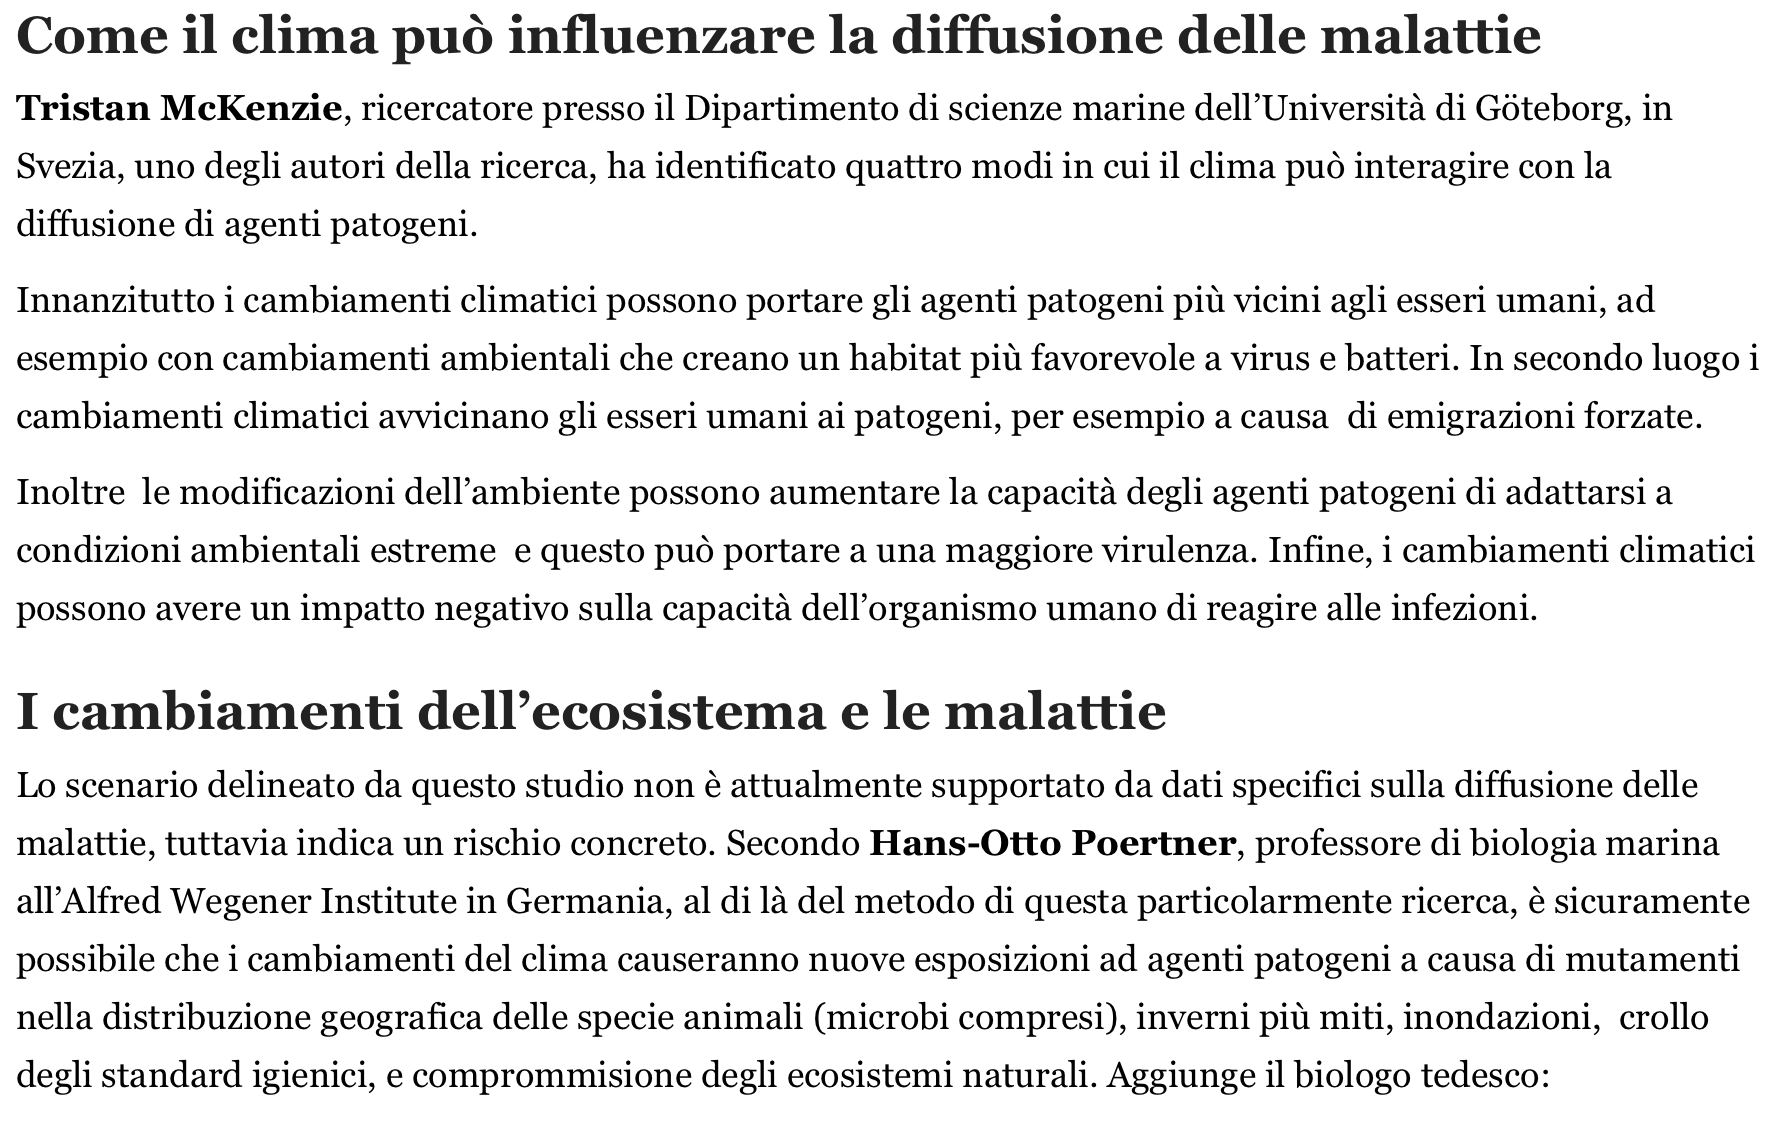 Come il clima può influenzare la diffusione delle malattie
Tristan McKenzie, ricercatore presso il Dipartimento di scienze marine dell’Università di Göteborg, in
Svezia, uno degli autori della ricerca, ha identificato quattro modi in cui il clima può interagire con la
diffusione di agenti patogeni.
Innanzitutto i cambiamenti climatici possono portare gli agenti patogeni più vicini agli esseri umani, ad
esempio con cambiamenti ambientali che creano un habitat più favorevole a virus e batteri. In secondo luogo i
cambiamenti climatici avvicinano gli esseri umani ai patogeni, per esempio a causa  di emigrazioni forzate.
Inoltre  le modificazioni dell’ambiente possono aumentare la capacità degli agenti patogeni di adattarsi a
condizioni ambientali estreme  e questo può portare a una maggiore virulenza. Infine, i cambiamenti climatici
possono avere un impatto negativo sulla capacità dell’organismo umano di reagire alle infezioni.
I cambiamenti dell’ecosistema e le malattie
Lo scenario delineato da questo studio non è attualmente supportato da dati specifici sulla diffusione delle
malattie, tuttavia indica un rischio concreto. Secondo Hans-Otto Poertner, professore di biologia marina
all’Alfred Wegener Institute in Germania, al di là del metodo di questa particolarmente ricerca, è sicuramente
possibile che i cambiamenti del clima causeranno nuove esposizioni ad agenti patogeni a causa di mutamenti
nella distribuzione geografica delle specie animali (microbi compresi), inverni più miti, inondazioni,  crollo
degli standard igienici, e comprommisione degli ecosistemi naturali. Aggiunge il biologo tedesco: